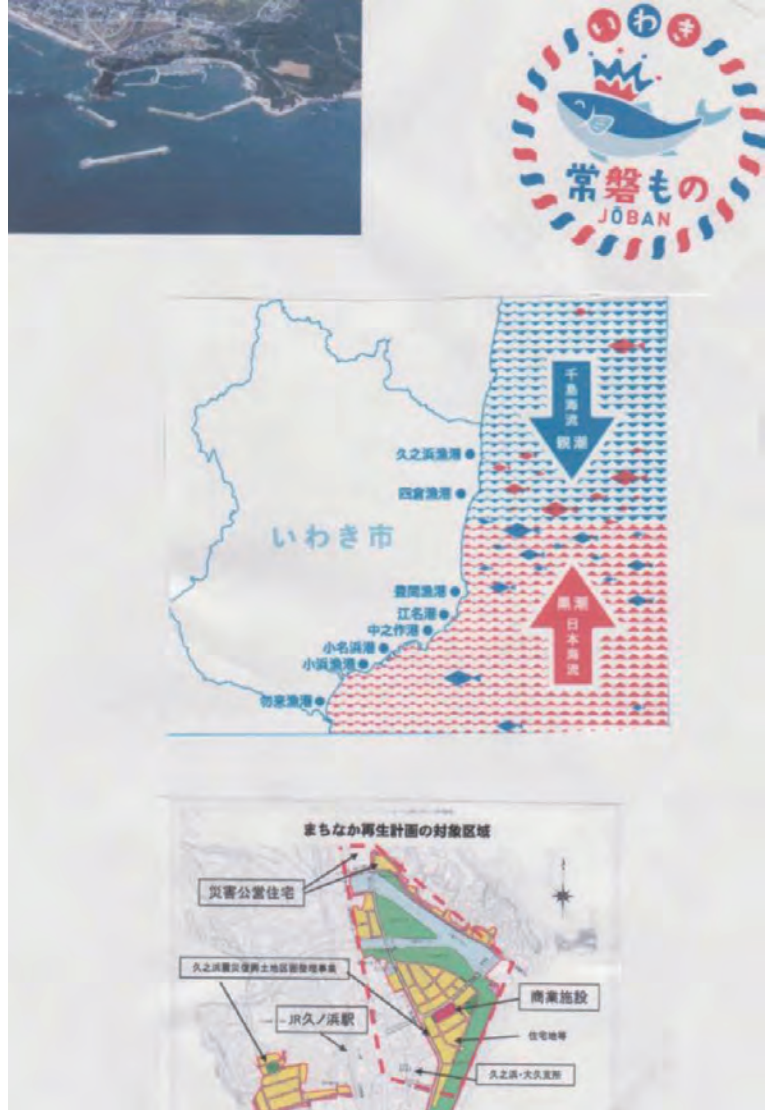 いわき
常磐もの
JŌBAN
千島海流 親潮
久之浜漁港
四倉漁港
いわき市
豊間漁港
江名港
中之作港
小名浜港
小浜漁港
勿来漁港
黒潮 日本海流
まちなか再生計画の対象区域
災害公営住宅
久之浜震災復興土地区画整理事業
商業施設
JR久ノ浜駅
住宅地等
久之浜・大久支所